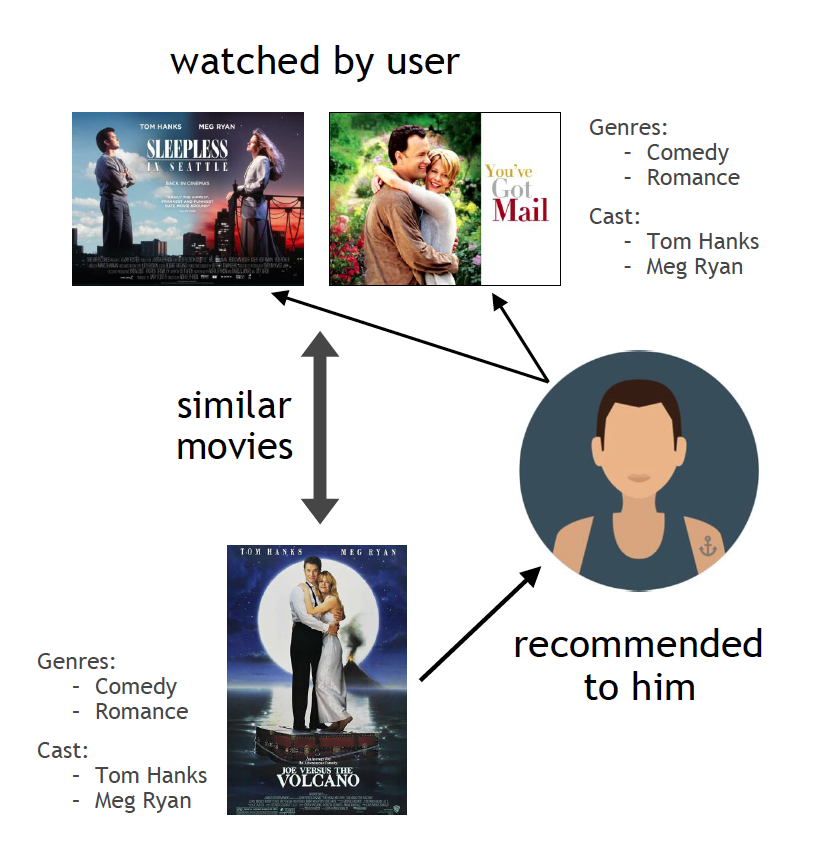 watched by user
TOM HANKS MEG RYAN
SLEEPLESS
IN SEATTLE
BACK IN CINEMAS
You've
Got
Mail
Genres:
- Comedy
- Romance
Cast:
- Tom Hanks
- Meg Ryan
similar
movies
TOM HANKS MEG RYAN
JOE VERSUS THE
VOLCANO
recommended
to him
Genres:
- Comedy
- Romance
Cast:
- Tom Hanks
- Meg Ryan